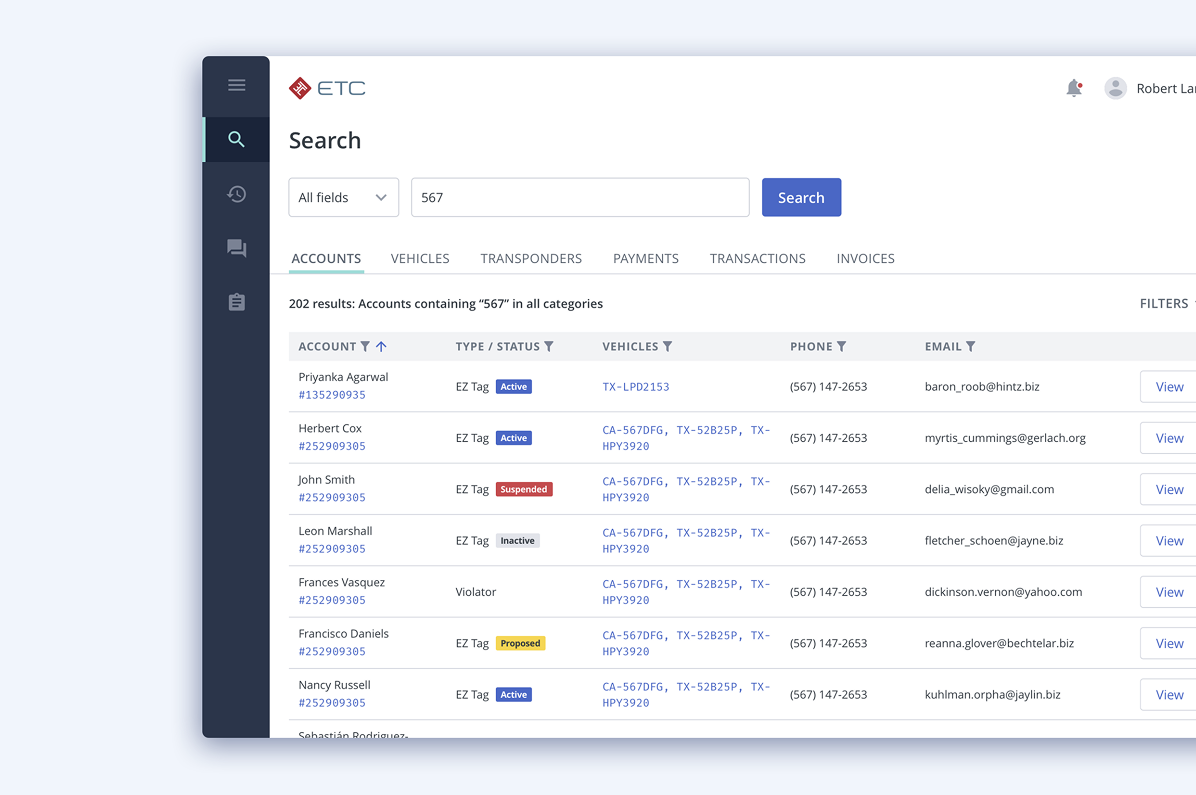 ETC
Robert Lar
Search
All fields
567
Search
ACCOUNTS VEHICLES TRANSPONDERS PAYMENTS TRANSACTIONS INVOICES
202 results: Accounts containing “567” in all categories
FILTERS
ACCOUNT TYPE / STATUS VEHICLES PHONE EMAIL
Priyanka Agarwal
#135290935
EZ Tag Active
TX-LPD2153
(567) 147-2653
baron_roob@hintz.biz
View
Herbert Cox
#252909305
EZ Tag Active
CA-567DFG, TX-52B25P, TX-
HPY3920
(567) 147-2653
myrtis_cummings@gerlach.org
View
John Smith
#252909305
EZ Tag Suspended
CA-567DFG, TX-52B25P, TX-
HPY3920
(567) 147-2653
delia_wisoky@gmail.com
View
Leon Marshall
#252909305
EZ Tag Inactive
CA-567DFG, TX-52B25P, TX-
HPY3920
(567) 147-2653
fletcher_schoen@jayne.biz
View
Frances Vasquez
#252909305
Violator
CA-567DFG, TX-52B25P, TX-
HPY3920
(567) 147-2653
dickinson.vernon@yahoo.com
View
Francisco Daniels
#252909305
EZ Tag Proposed
CA-567DFG, TX-52B25P, TX-
HPY3920
(567) 147-2653
reanna.glover@bechtelar.biz
View
Nancy Russell
#252909305
EZ Tag Active
CA-567DFG, TX-52B25P, TX-
HPY3920
(567) 147-2653
kuhlman.orpha@jaylin.biz
View
Sebastián Rodriguez-